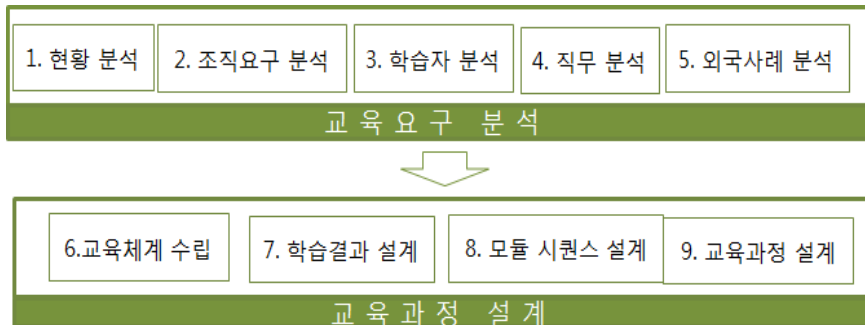 1. 현황 분석
2. 조직요구 분석
3. 학습자 분석
4. 직무 분석
5. 외국사례 분석
교육요구 분석
6.교육체계 수립
7. 학습결과 설계
8. 모듈 시퀀스 설계
9. 교육과정 설계
교육과정 설계